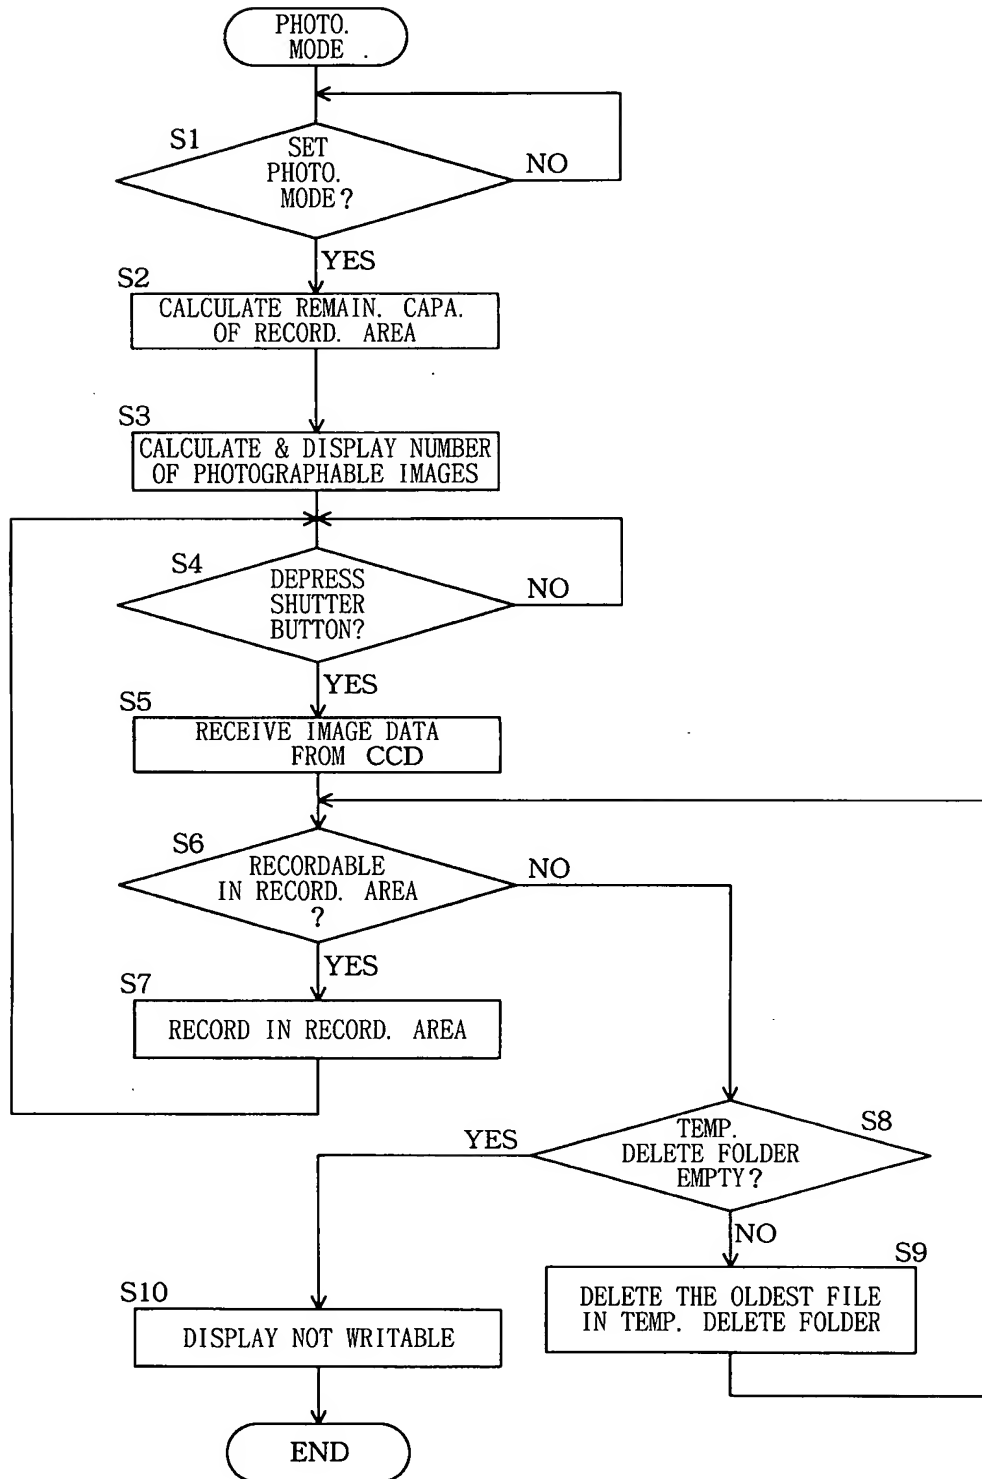 PHOTO.
MODE
S1
SET
PHOTO.
MODE?
NO
YES
S2
CALCULATE REMAIN. CAPA.
OF RECORD. AREA
S3
CALCULATE & DISPLAY NUMBER
OF PHOTOGRAPHABLE IMAGES
S4
DEPRESS
SHUTTER
BUTTON?
NO
YES
S5
RECEIVE IMAGE DATA
FROM CCD
S6
RECORDABLE
IN RECORD. AREA
?
NO
YES
S7
RECORD IN RECORD. AREA
S8
TEMP.
DELETE FOLDER
EMPTY?
YES
NO
S9
DELETE THE OLDEST FILE
IN TEMP. DELETE FOLDER
S10
DISPLAY NOT WRITABLE
END